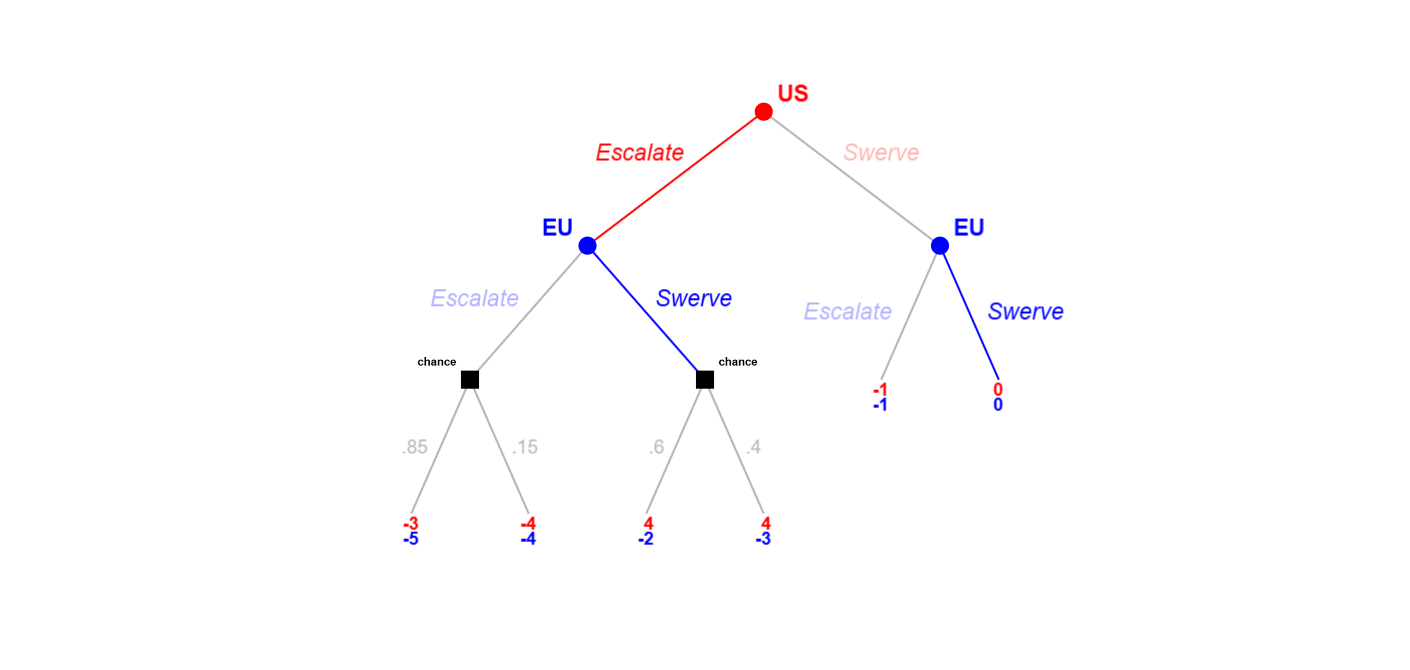 US
Escalate
Swerve
EU
EU
Escalate
Swerve
Escalate
Swerve
chance
chance
-1
-1
0
0
.85
.15
.6
.4
-3
-5
-4
-4
4
-2
4
-3